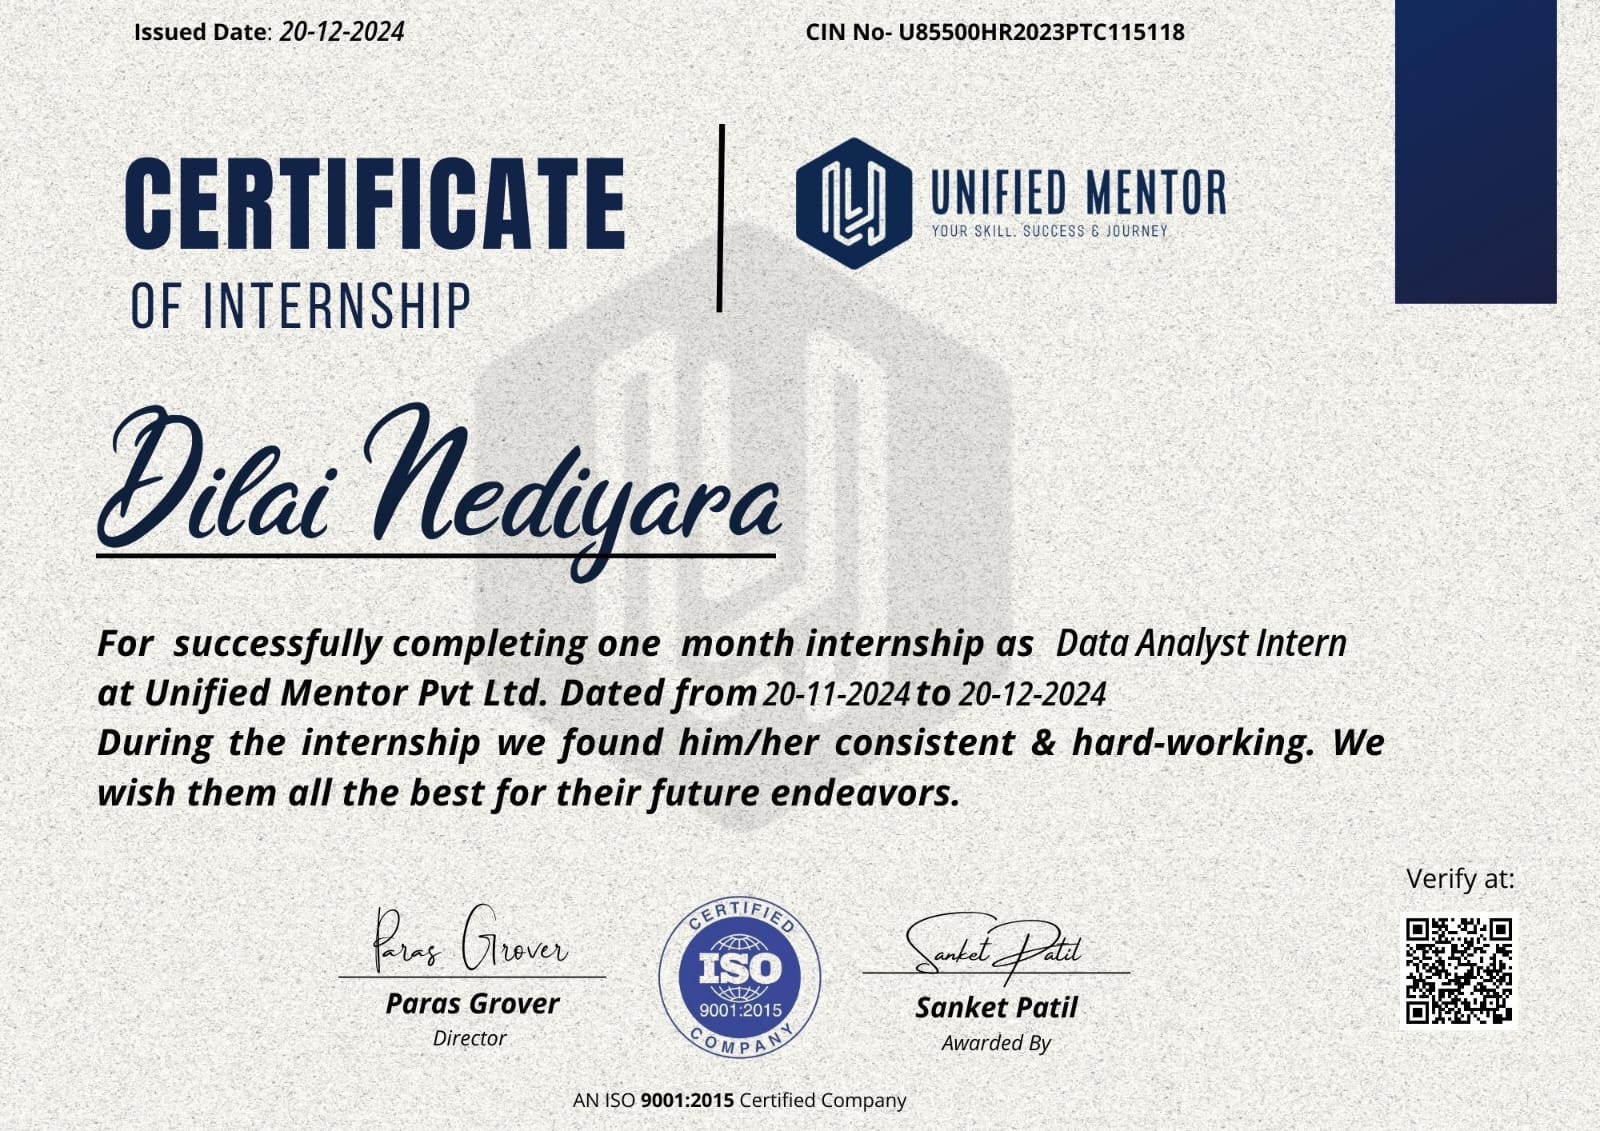 Issued Date: 20-12-2024
CIN No- U85500HR2023PTC115118
CERTIFICATE
OF INTERNSHIP
UNIFIED MENTOR
YOUR SKILL, SUCCESS & JOURNEY
Dilai Nediyara
For successfully completing one month internship as Data Analyst Intern
at Unified Mentor Pvt Ltd. Dated from 20-11-2024 to 20-12-2024
During the internship we found him/her consistent & hard-working. We
wish them all the best for their future endeavors.
Verify at:
Paras Grover
Paras Grover
Director
CERTIFIED
ISO
9001:2015
COMPANY
Sanket Patil
Sanket Patil
Awarded By
AN ISO 9001:2015 Certified Company